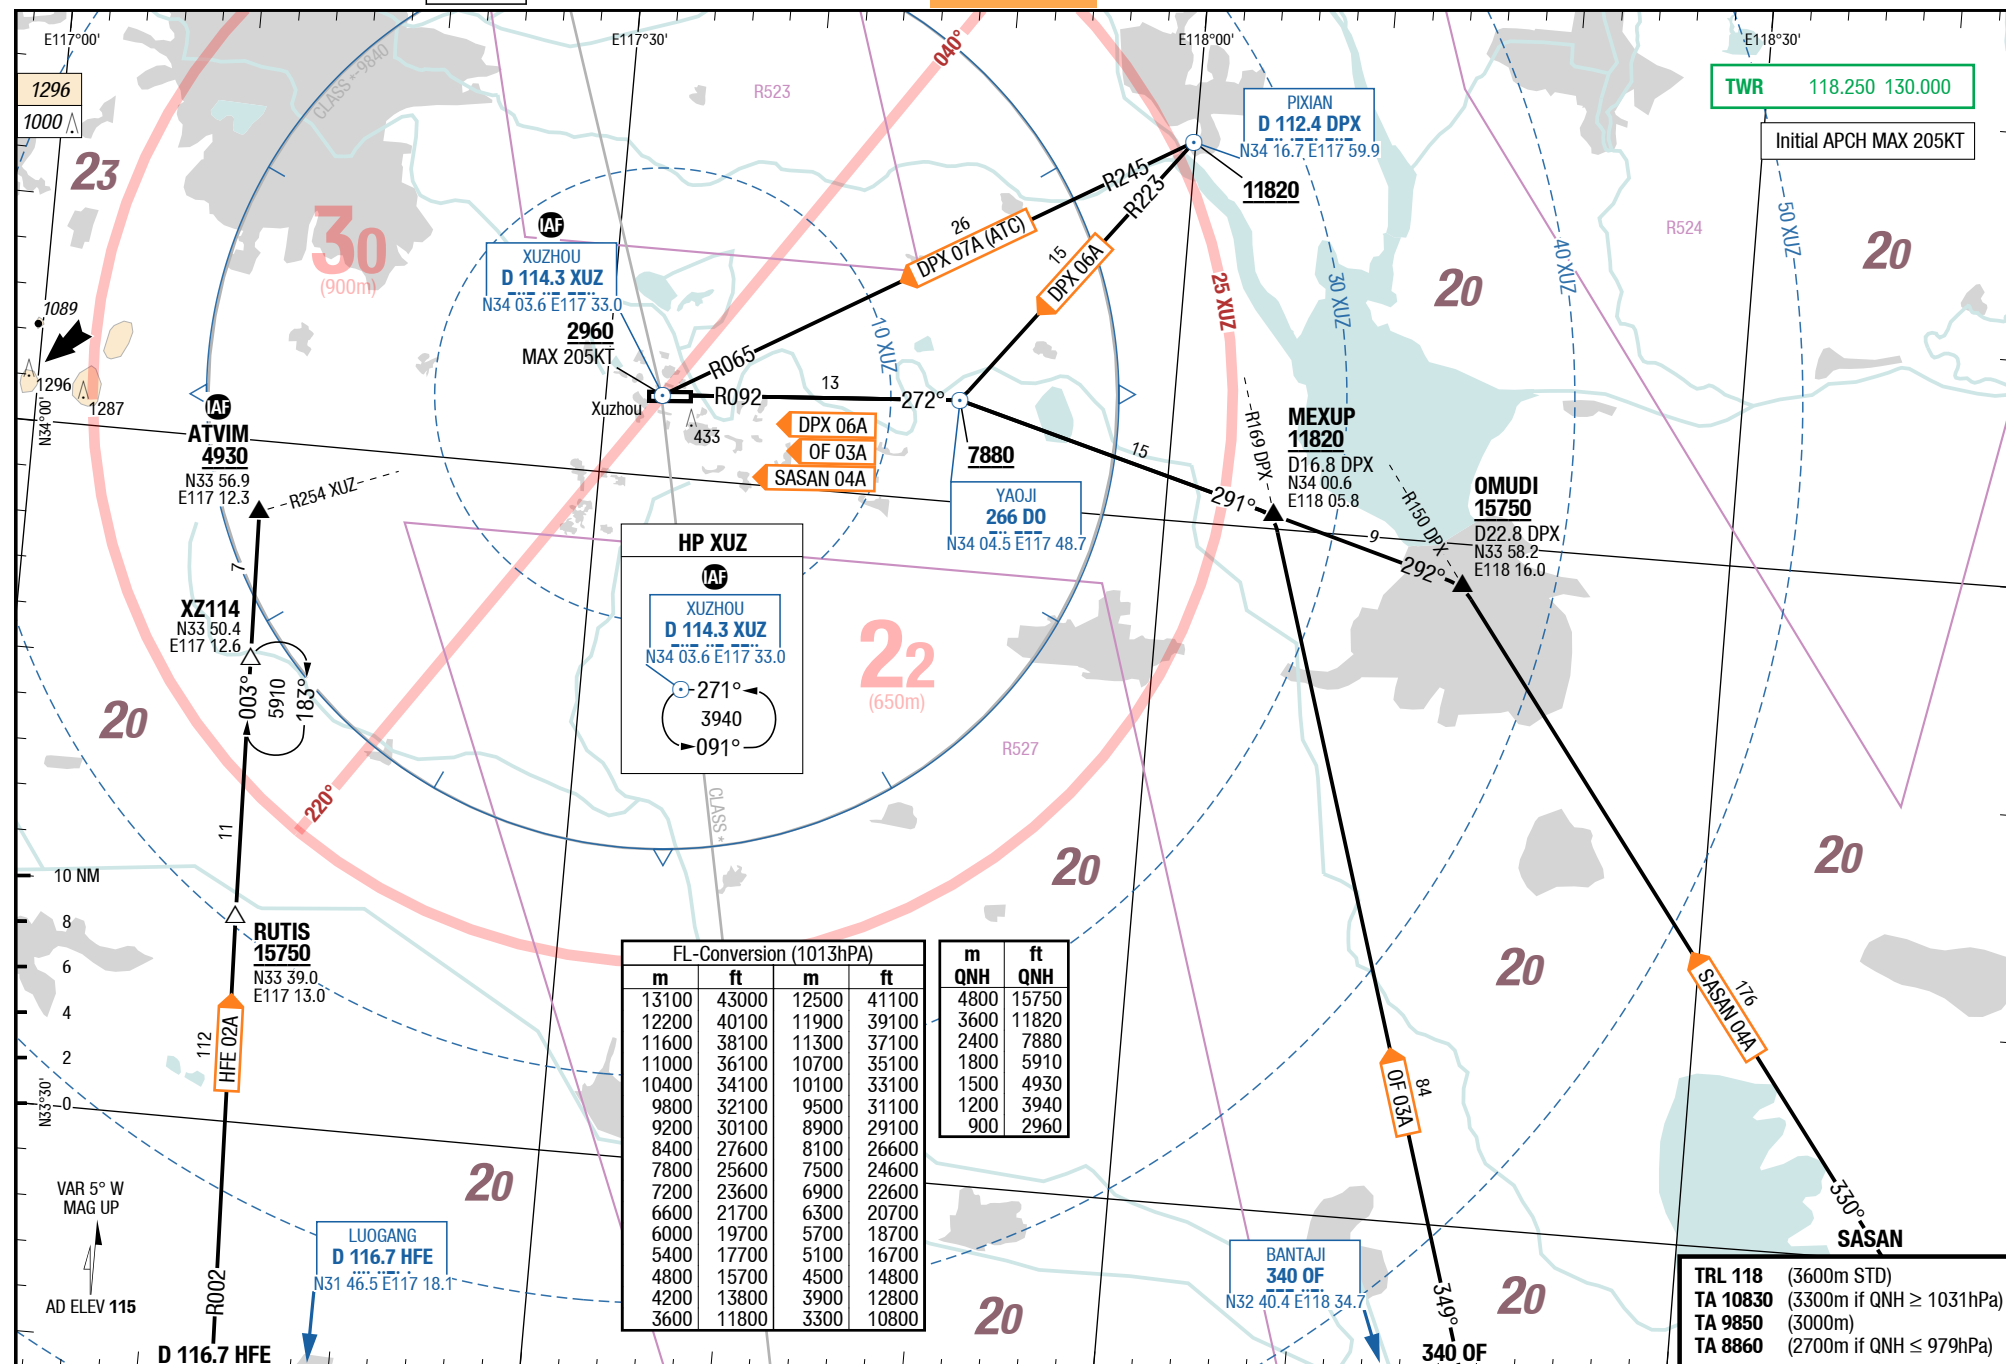 E117°00'
E117°30'
E118°00'
E118°30'
CLASS *-9840
040°
R523
1296
1000
23
30
(900m)
TWR 118.250 130.000
Initial APCH MAX 205KT
PIXIAN
D 112.4 DPX
N34 16.7 E117 59.9
11820
R245
R223
26
DPX 07A (ATC)
15
DPX 06A
50 XUZ
40 XUZ
30 XUZ
25 XUZ
10 XUZ
R524
20
20
IAF
XUZHOU
D 114.3 XUZ
N34 03.6 E117 33.0
2960
MAX 205KT
R065
R092
13
272°
Xuzhou
433
DPX 06A
OF 03A
SASAN 04A
7880
YAOJI
266 DO
N34 04.5 E117 48.7
1089
1296
1287
N34°00'
IAF
ATVIM
4930
N33 56.9
E117 12.3
R254 XUZ
7
XZ114
N33 50.4
E117 12.6
003°
5910
183°
15
291°
R169 DPX
MEXUP
11820
D16.8 DPX
N34 00.6
E118 05.8
R150 DPX
9
292°
OMUDI
15750
D22.8 DPX
N33 58.2
E118 16.0
HP XUZ
IAF
XUZHOU
D 114.3 XUZ
N34 03.6 E117 33.0
271°
3940
091°
22
(650m)
R527
CLASS *
20
220°
11
20
20
20
10 NM
8
6
4
2
0
N33°30'
RUTIS
15750
N33 39.0
E117 13.0
112
HFE 02A
R002
D 116.7 HFE
FL-Conversion (1013hPA)
m ft m ft
13100 43000 12500 41100
12200 40100 11900 39100
11600 38100 11300 37100
11000 36100 10700 35100
10400 34100 10100 33100
9800 32100 9500 31100
9200 30100 8900 29100
8400 27600 8100 26600
7800 25600 7500 24600
7200 23600 6900 22600
6600 21700 6300 20700
6000 19700 5700 18700
5400 17700 5100 16700
4800 15700 4500 14800
4200 13800 3900 12800
3600 11800 3300 10800
m ft
QNH QNH
4800 15750
3600 11820
2400 7880
1800 5910
1500 4930
1200 3940
900 2960
176
SASAN 04A
330°
SASAN
84
OF 03A
349°
340 OF
20
20
20
VAR 5° W
MAG UP
AD ELEV 115
LUOGANG
D 116.7 HFE
N31 46.5 E117 18.1
BANTAJI
340 OF
N32 40.4 E118 34.7
TRL 118 (3600m STD)
TA 10830 (3300m if QNH ≥ 1031hPa)
TA 9850 (3000m)
TA 8860 (2700m if QNH ≤ 979hPa)